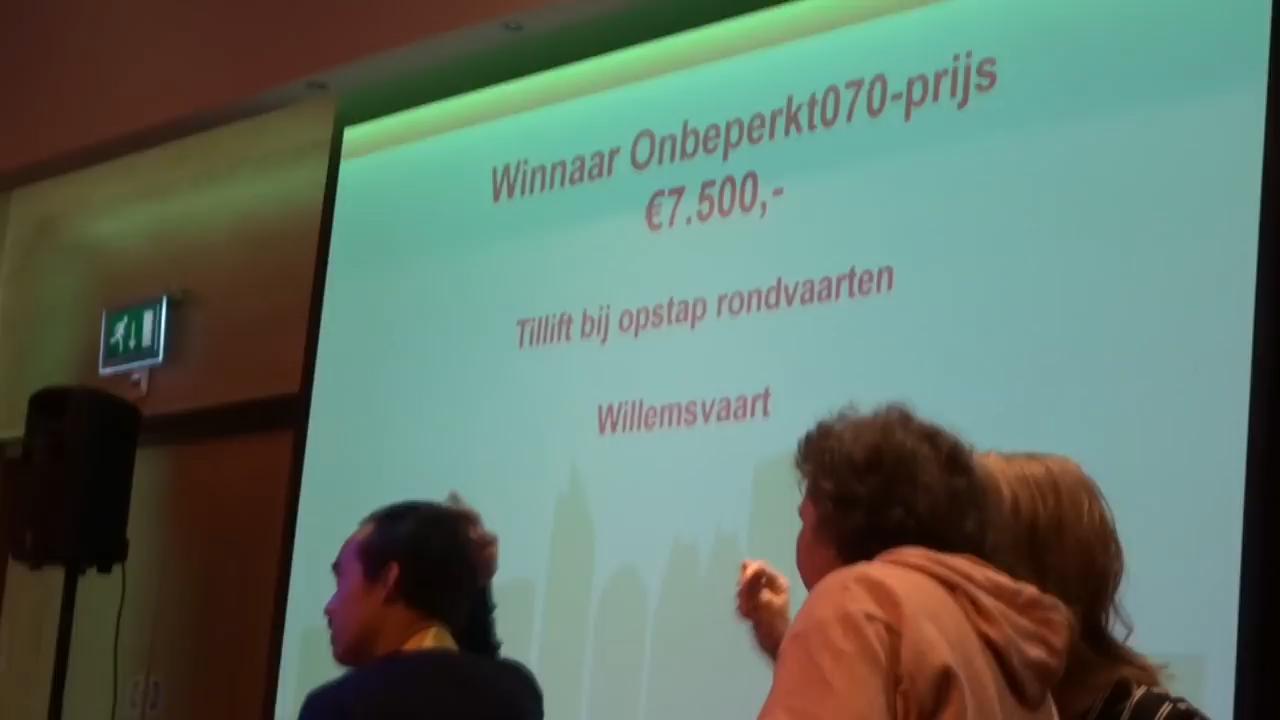 Winnaar Onbeperkt070-prijs
€7.500,-
Tillift bij opstap rondvaarten
Willemsvaart